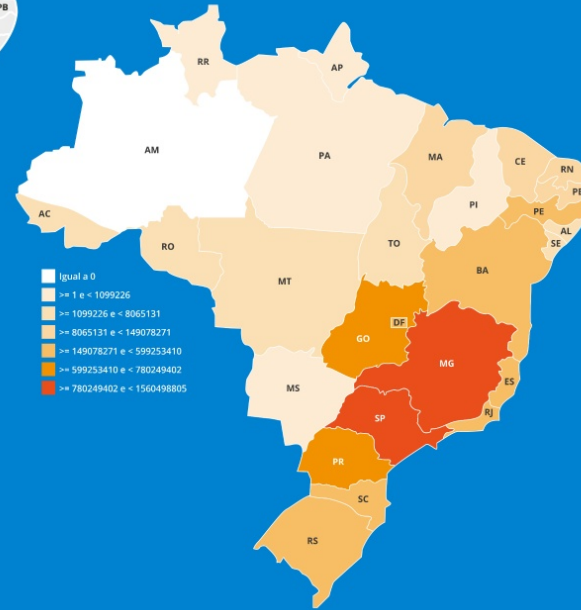 PB
RR
AP
AM
PA
MA
CE
RN
PI
PE
AC
RO
TO
AL
SE
BA
MT
Igual a 0
>= 1 e < 1099226
>= 1099226 e < 8065131
>= 8065131 e < 149078271
>= 149078271 e < 599253410
>= 599253410 e < 780249402
>= 780249402 e < 1560498805
DF
GO
MG
MS
ES
RJ
SP
PR
SC
RS